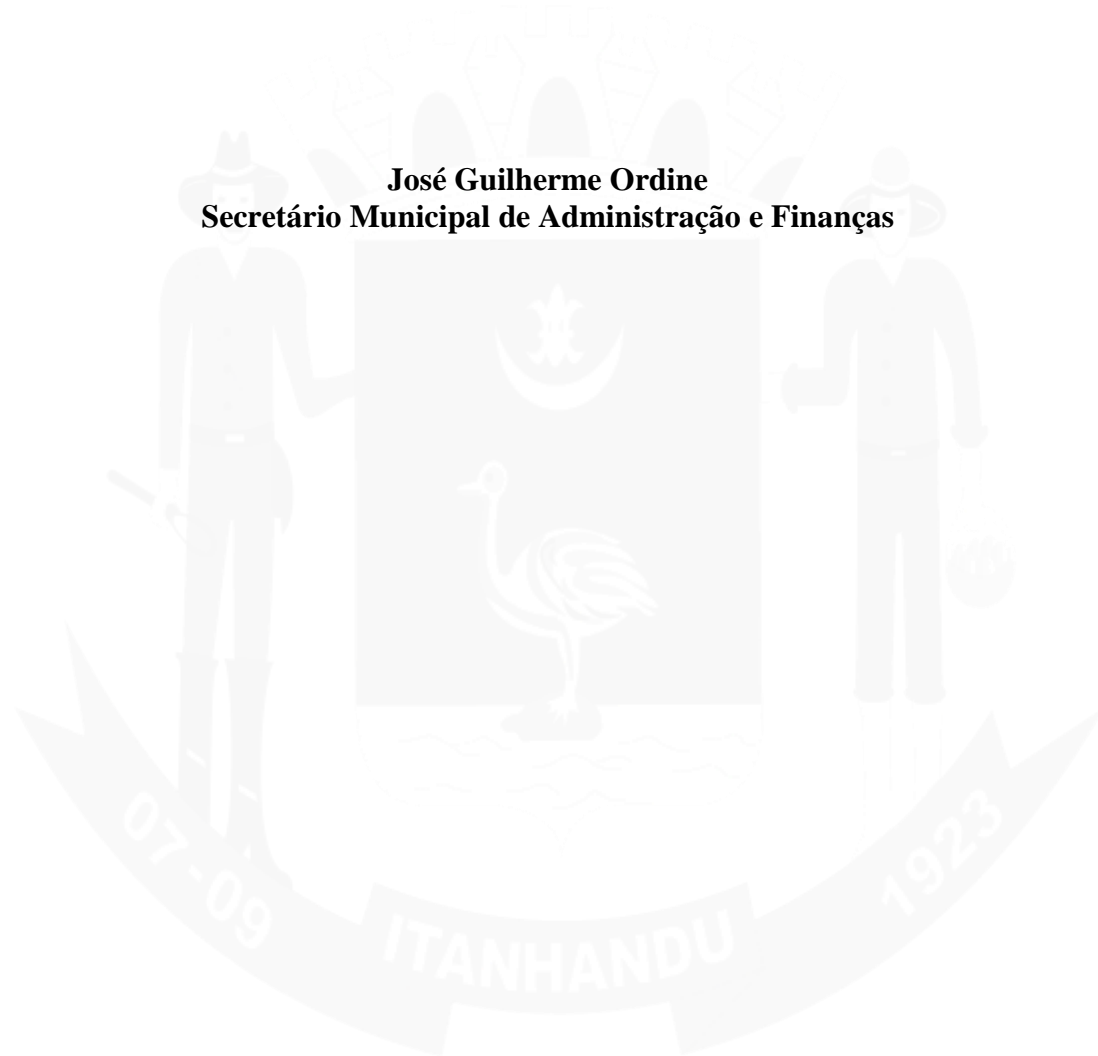 José Guilherme Ordine
Secretário Municipal de Administração e Finanças
07-09
ITANHANDU
1923